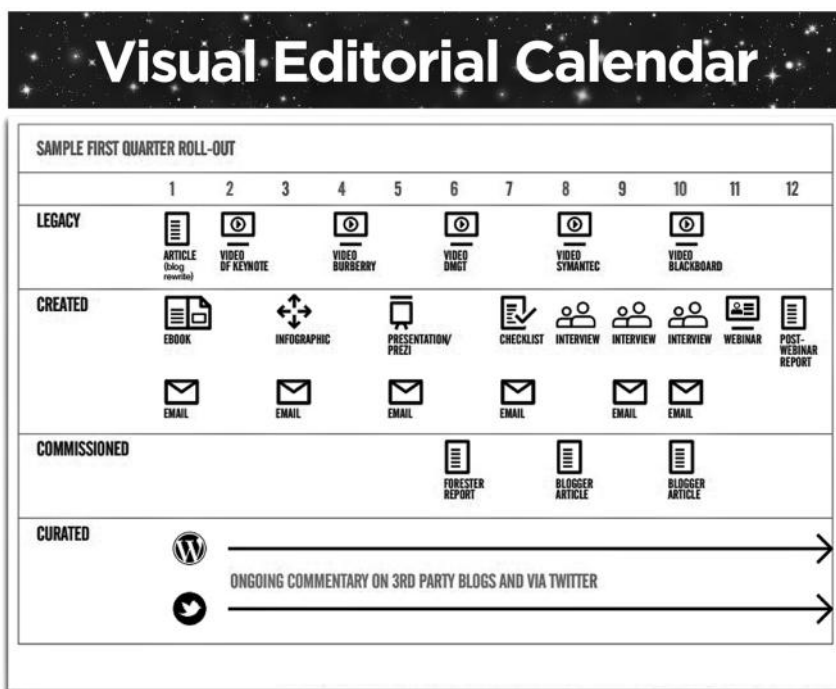 Visual Editorial Calendar
SAMPLE FIRST QUARTER ROLL-OUT
1 2 3 4 5 6 7 8 9 10 11 12
LEGACY
ARTICLE
(blog
rewrite)
VIDEO
OF KEYNOTE
VIDEO
BURBERRY
VIDEO
DMGT
VIDEO
SYMANTEC
VIDEO
BLACKBOARD
CREATED
EBOOK
INFOGRAPHIC
PRESENTATION/
PREZI
CHECKLIST
INTERVIEW
INTERVIEW
INTERVIEW
WEBINAR
POST-
WEBINAR
REPORT
EMAIL
EMAIL
EMAIL
EMAIL
EMAIL
EMAIL
COMMISSIONED
FORESTER
REPORT
BLOGGER
ARTICLE
BLOGGER
ARTICLE
CURATED
ONGOING COMMENTARY ON 3RD PARTY BLOGS AND VIA TWITTER